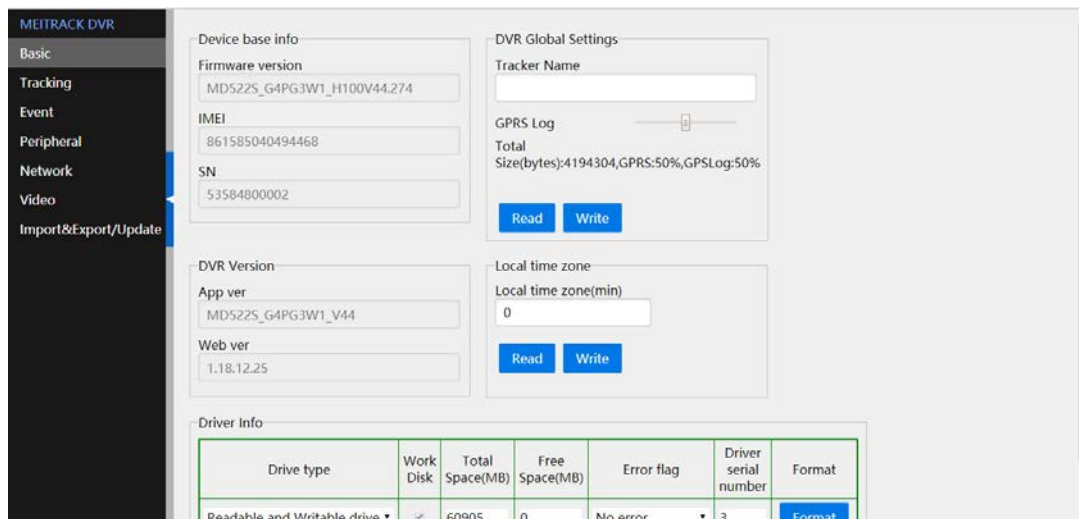 MEITRACK DVR
Basic
Tracking
Event
Peripheral
Network
Video
Import&Export/Update
Device base info
Firmware version
MD522S_G4PG3W1_H100V44.274
IMEI
861585040494468
SN
53584800002
DVR Global Settings
Tracker Name
GPRS Log
Total
Size(bytes):4194304,GPRS:50%,GPSLog:50%
Read Write
DVR Version
App ver
MD522S_G4PG3W1_V44
Web ver
1.18.12.25
Local time zone
Local time zone(min)
0
Read Write
Driver Info
Drive type
Work
Disk
Total
Space(MB)
Free
Space(MB)
Error flag
Driver
serial
number
Format
Readable and Writable drive 60905 0 No error 3 Format